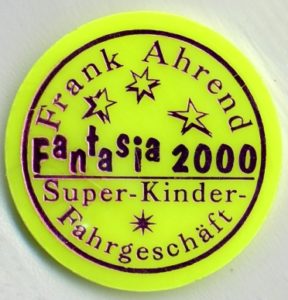 Frank Ahrend
Fantasia 2000
Super-Kinder-
Fahrgeschäft